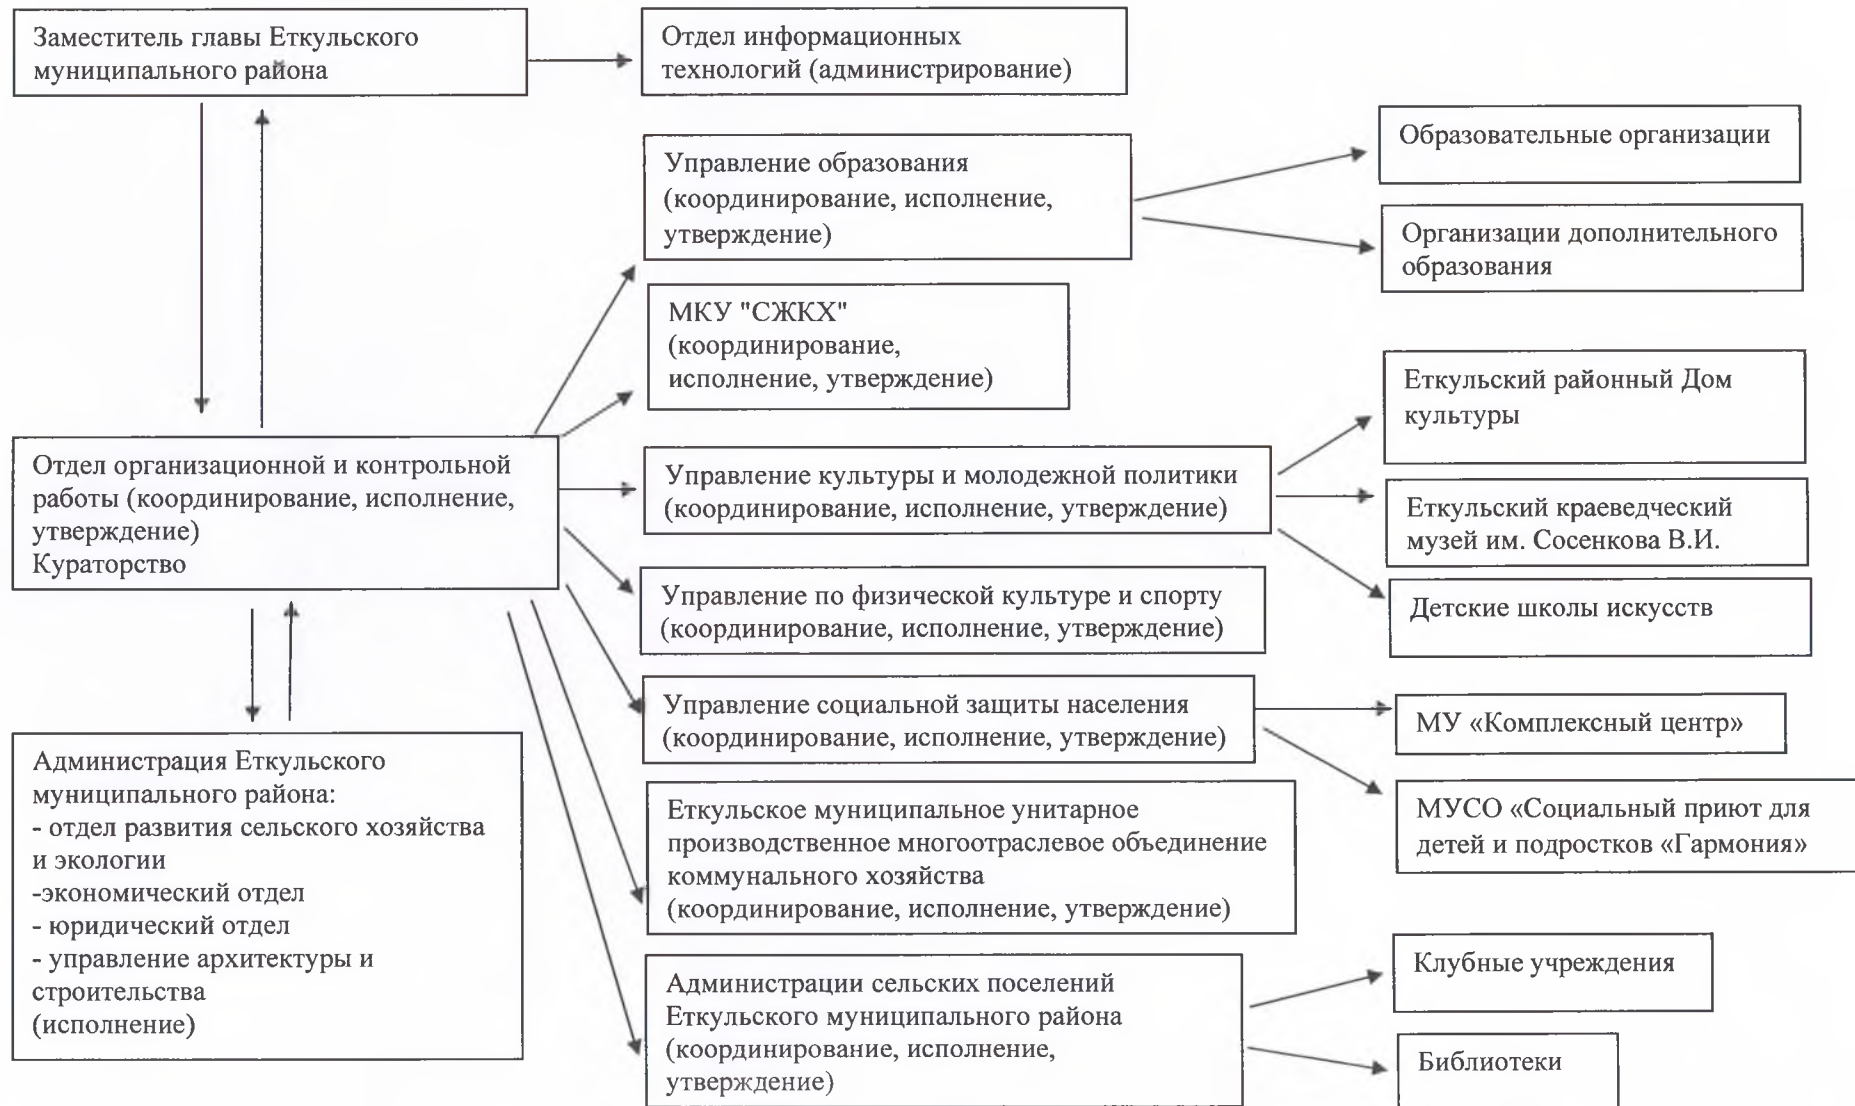 Заместитель главы Еткульского
муниципального района
Отдел информационных
технологий (администрирование)
Управление образования
(координирование, исполнение,
утверждение)
Образовательные организации
Организации дополнительного
образования
МКУ "СЖКХ"
(координирование,
исполнение, утверждение)
Отдел организационной и контрольной
работы (координирование, исполнение,
утверждение)
Кураторство
Управление культуры и молодежной политики
(координирование, исполнение, утверждение)
Еткульский районный Дом
культуры
Еткульский краеведческий
музей им. Сосенкова В.И.
Детские школы искусств
Управление по физической культуре и спорту
(координирование, исполнение, утверждение)
Управление социальной защиты населения
(координирование, исполнение, утверждение)
МУ «Комплексный центр»
МУСО «Социальный приют для
детей и подростков «Гармония»
Администрация Еткульского
муниципального района:
- отдел развития сельского хозяйства
и экологии
-экономический отдел
- юридический отдел
- управление архитектуры и
строительства
(исполнение)
Еткульское муниципальное унитарное
производственное многоотраслевое объединение
коммунального хозяйства
(координирование, исполнение, утверждение)
Администрации сельских поселений
Еткульского муниципального района
(координирование, исполнение,
утверждение)
Клубные учреждения
Библиотеки